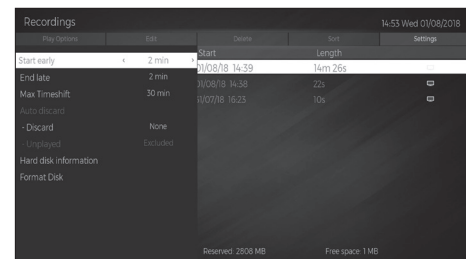 Recordings 14:53 Wed 01/08/2018
Play Options Edit Delete Sort Settings
Start Length
Start early 2 min 01/08/18 14:39 14m 26s
End late 2 min 01/08/18 14:38 22s
Max Timeshift 30 min 31/07/18 16:23 10s
Auto discard
- Discard None
- Unplayed Excluded
Hard disk information
Format Disk
Reserved: 2808 MB Free space: 1 MB